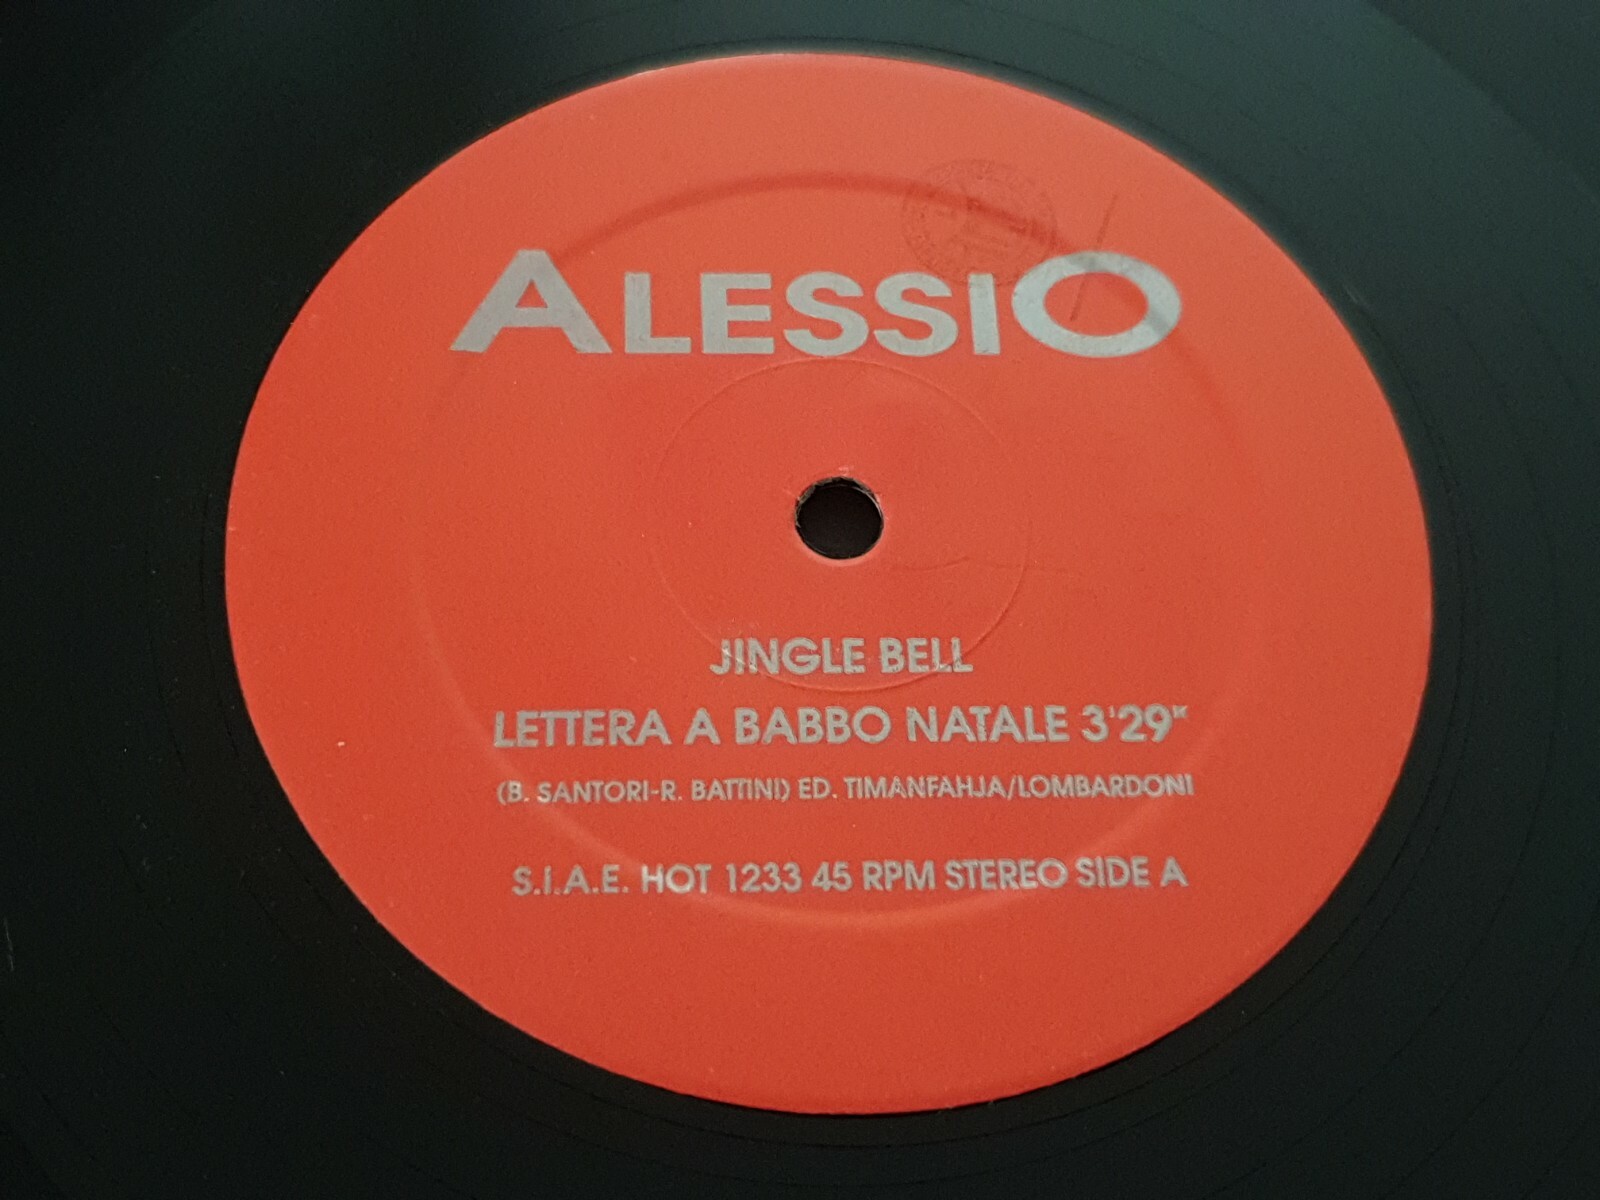 ALESSIO
JINGLE BELL
LETTERA A BABBO NATALE 3'29"
(B. SANTORI-R. BATTINI) ED. TIMANFAHJA/LOMBARDONI
S.I.A.E. HOT 1233 45 RPM STEREO SIDE A